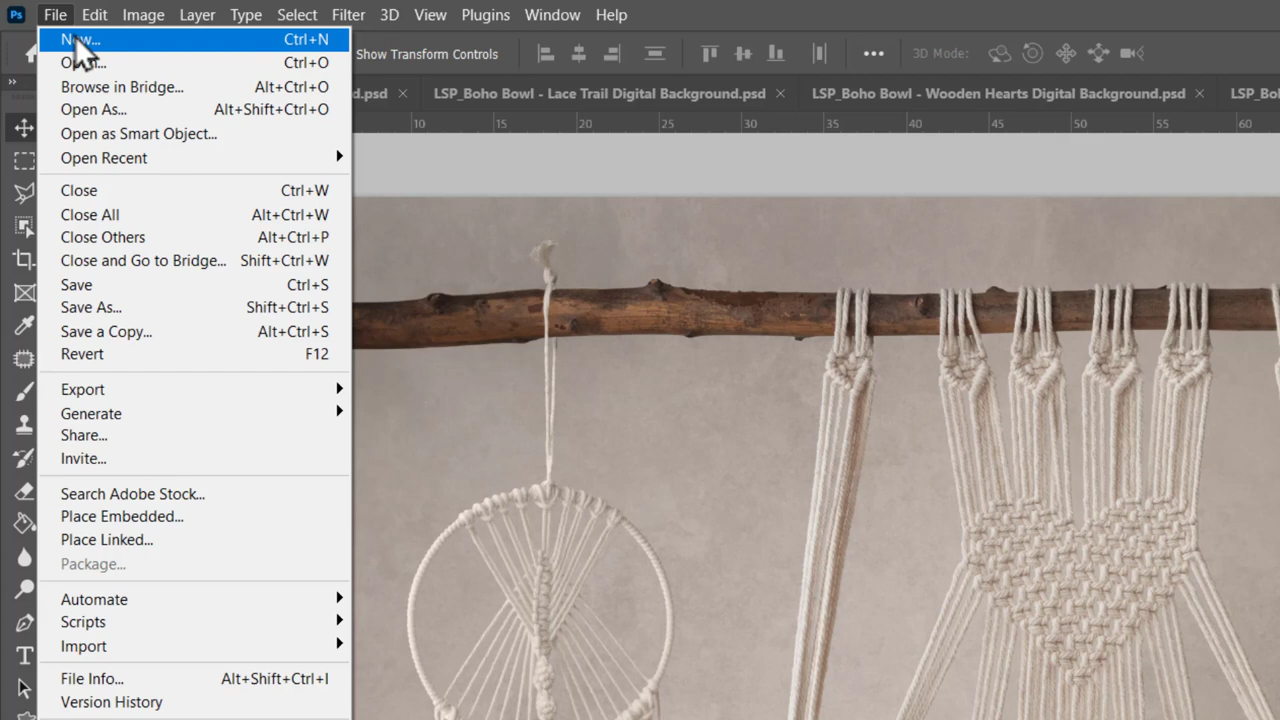 Ps File Edit Image Layer Type Select Filter 3D View Plugins Window Help
Show Transform Controls ••• 3D Mode:
d.psd × LSP_Boho Bowl - Lace Trail Digital Background.psd × LSP_Boho Bowl - Wooden Hearts Digital Background.psd × LSP_Bo
10 15 20 25 30 35 40 45 50 55 60
New... Ctrl+N
Open... Ctrl+O
Browse in Bridge... Alt+Ctrl+O
Open As... Alt+Shift+Ctrl+O
Open as Smart Object...
Open Recent
Close Ctrl+W
Close All Alt+Ctrl+W
Close Others Alt+Ctrl+P
Close and Go to Bridge... Shift+Ctrl+W
Save Ctrl+S
Save As... Shift+Ctrl+S
Save a Copy... Alt+Ctrl+S
Revert F12
Export
Generate
Share...
Invite...
Search Adobe Stock...
Place Embedded...
Place Linked...
Package...
Automate
Scripts
Import
File Info... Alt+Shift+Ctrl+I
Version History